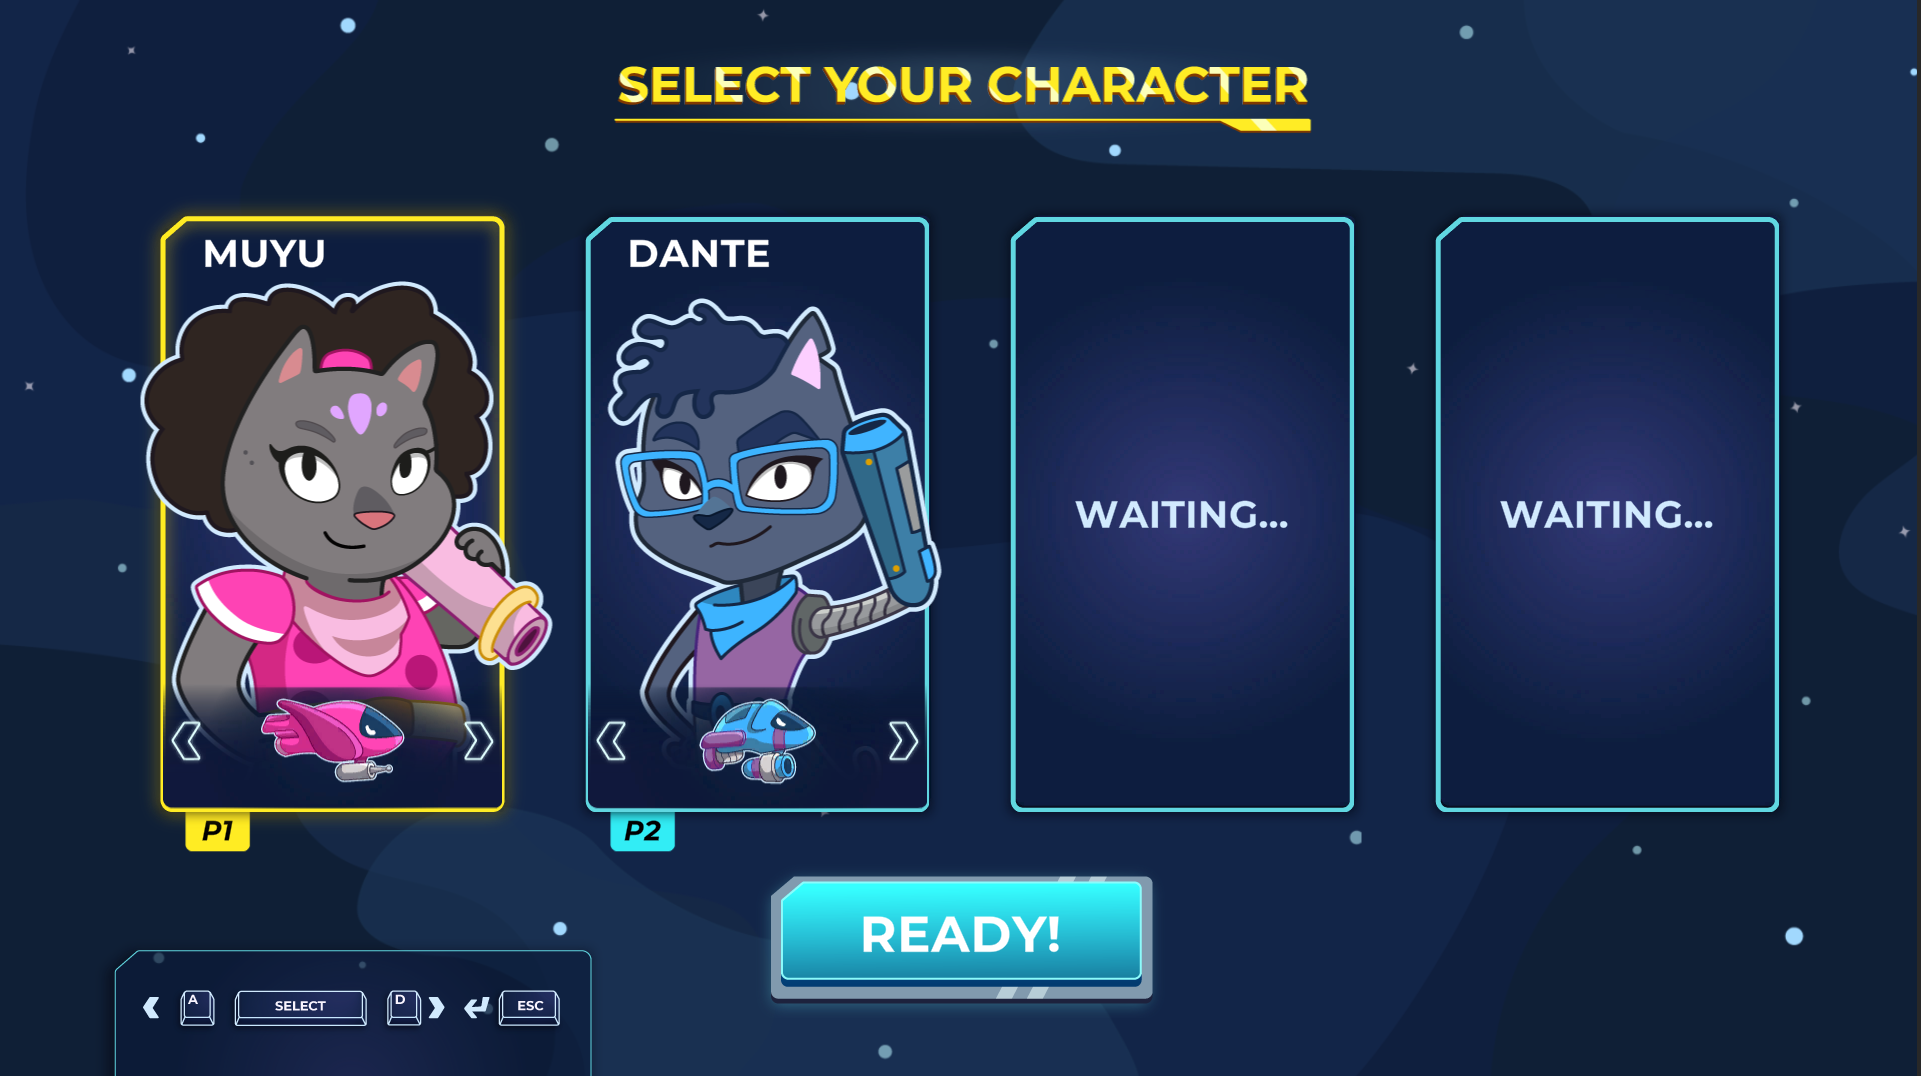 SELECT YOUR CHARACTER
MUYU
DANTE
WAITING...
WAITING...
P1
P2
READY!
A
SELECT
D
ESC